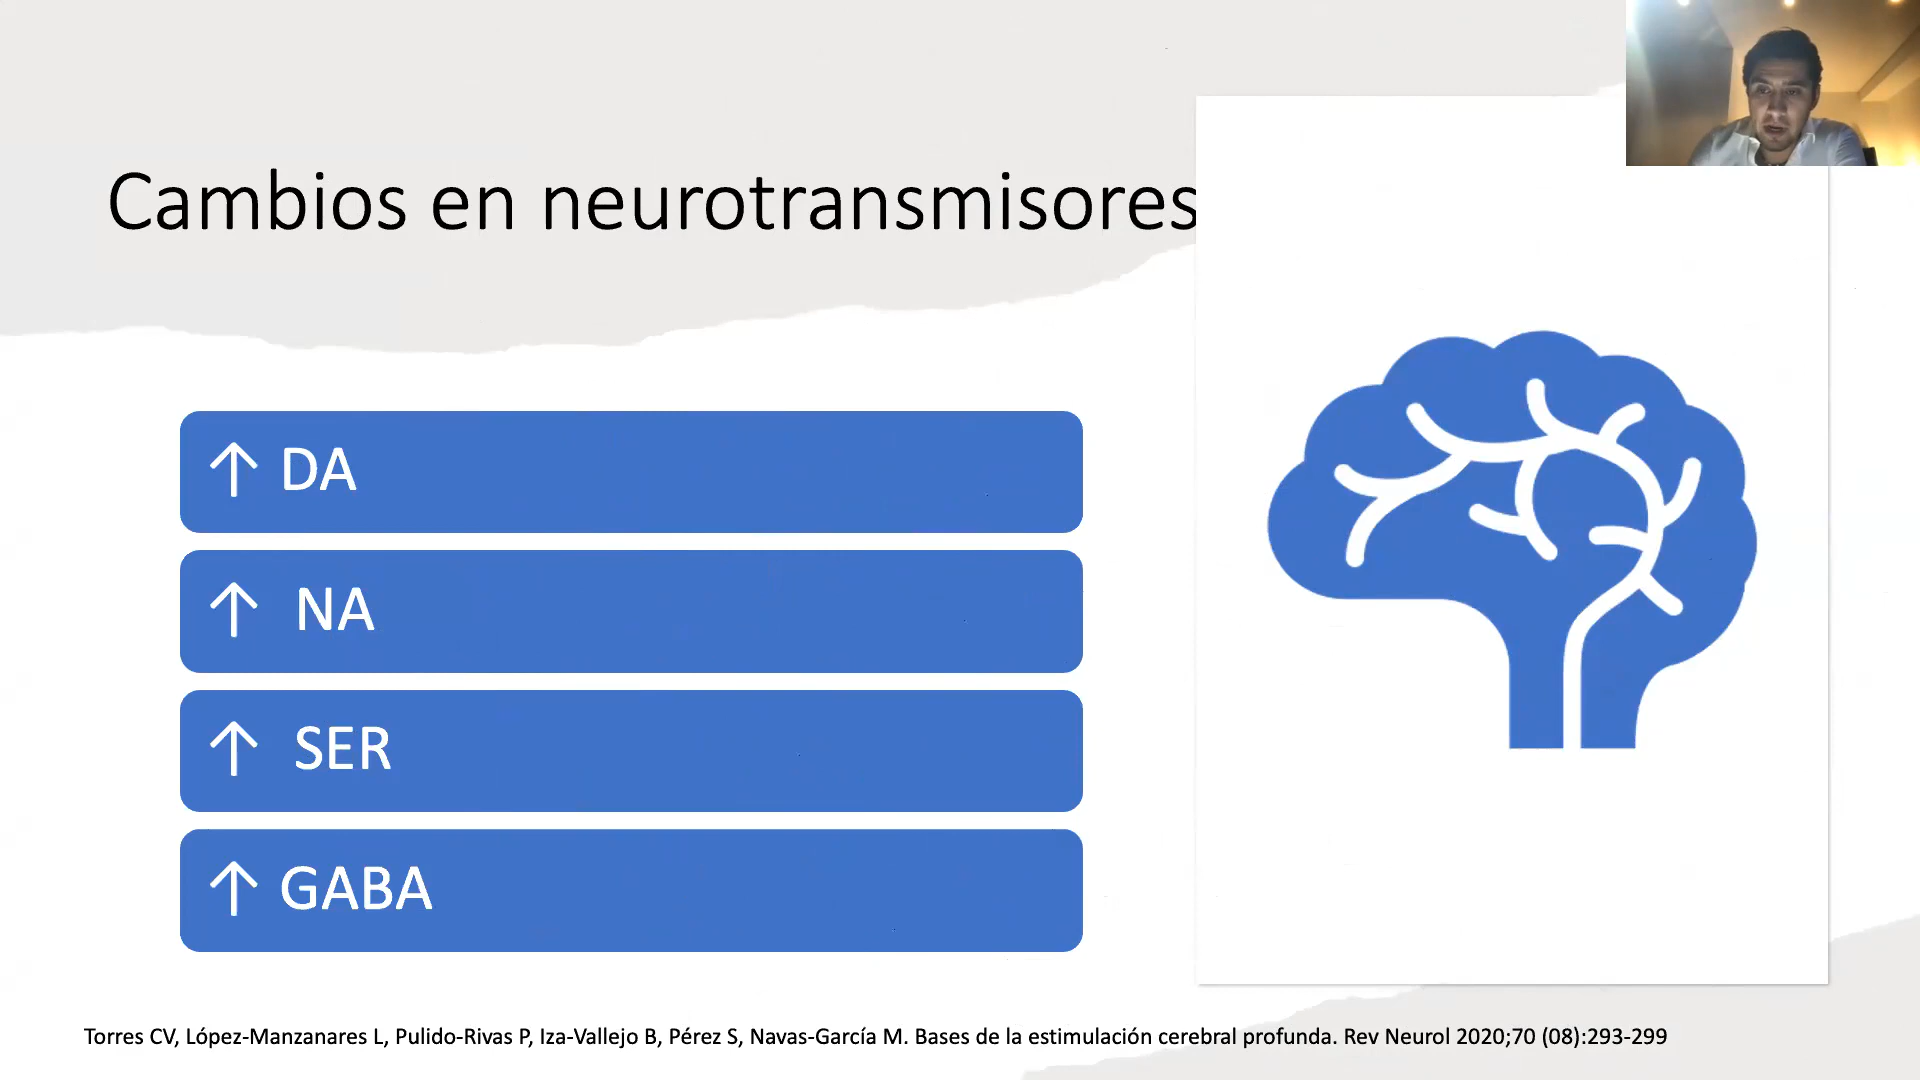 Cambios en neurotransmisores
↑ DA
↑ NA
↑ SER
↑ GABA
Torres CV, López-Manzanares L, Pulido-Rivas P, Iza-Vallejo B, Pérez S, Navas-García M. Bases de la estimulación cerebral profunda. Rev Neurol 2020;70 (08):293-299